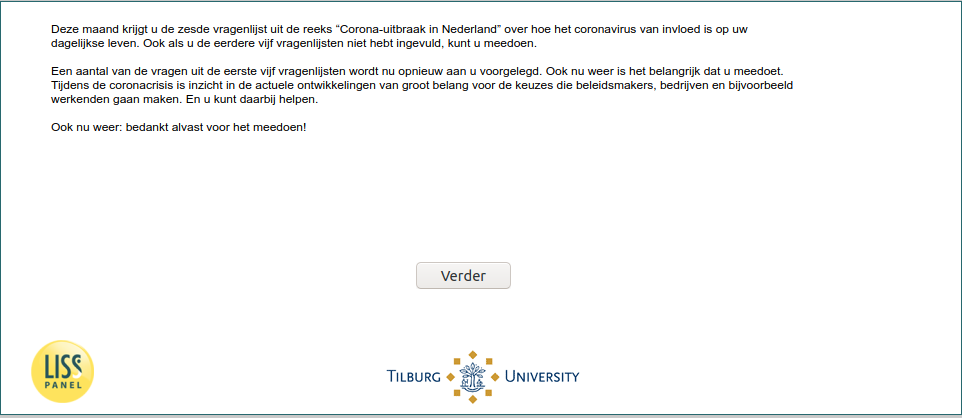 Deze maand krijgt u de zesde vragenlijst uit de reeks “Corona-uitbraak in Nederland” over hoe het coronavirus van invloed is op uw
dagelijkse leven. Ook als u de eerdere vijf vragenlijsten niet hebt ingevuld, kunt u meedoen.
Een aantal van de vragen uit de eerste vijf vragenlijsten wordt nu opnieuw aan u voorgelegd. Ook nu weer is het belangrijk dat u meedoet.
Tijdens de coronacrisis is inzicht in de actuele ontwikkelingen van groot belang voor de keuzes die beleidsmakers, bedrijven en bijvoorbeeld
werkenden gaan maken. En u kunt daarbij helpen.
Ook nu weer: bedankt alvast voor het meedoen!
Verder
LISS
PANEL
TILBURG UNIVERSITY